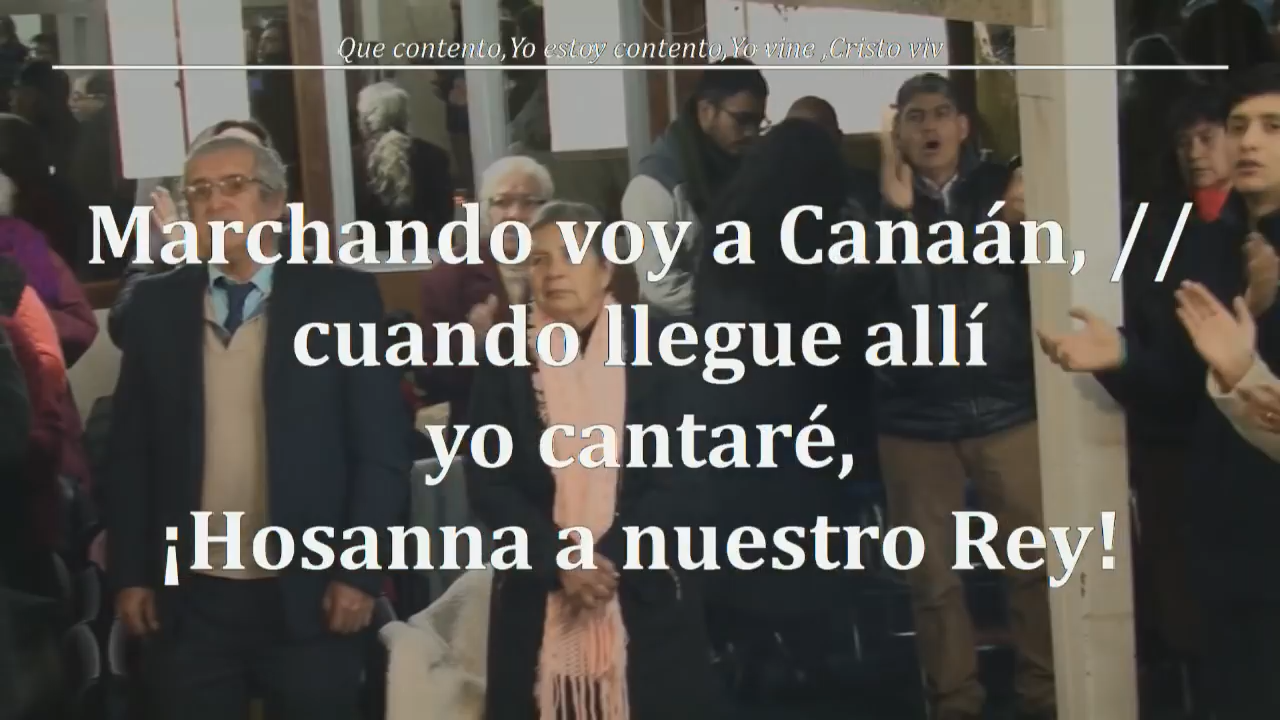 Que contento,Yo estoy contento,Yo vine ,Cristo viv
Marchando voy a Canaán, //
cuando llegue allí
yo cantaré,
¡Hosanna a nuestro Rey!